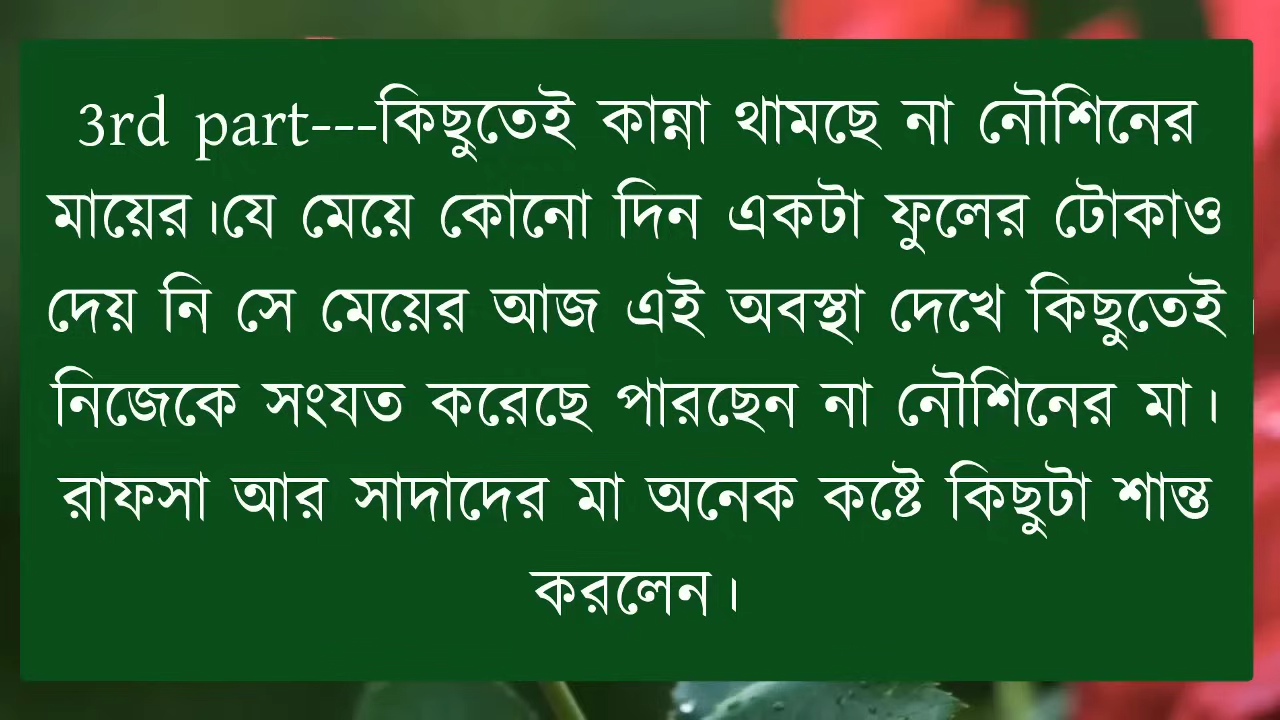 3rd part---কিছুতেই কান্না থামছে না নৌশিনের
মায়ের।যে মেয়ে কোনো দিন একটা ফুলের টোকাও
দেয় নি সে মেয়ের আজ এই অবস্থা দেখে কিছুতেই
নিজেকে সংযত করেছে পারছেন না নৌশিনের মা।
রাফসা আর সাদাদের মা অনেক কষ্টে কিছুটা শান্ত
করলেন।